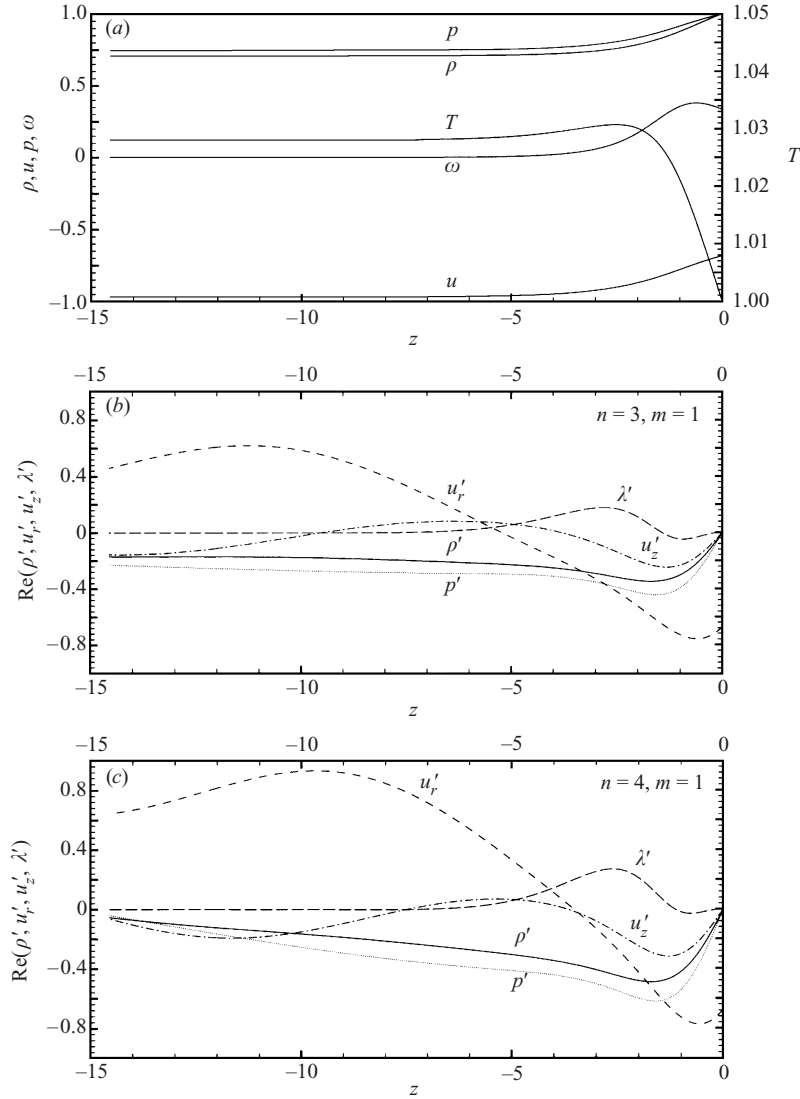 (a)
1.0
0.5
0
−0.5
−1.0
ρ, u, p, ω
1.05
1.04
1.03
1.02
1.01
1.00
T
p
ρ
T
ω
u
−15
−10
−5
0
z
−15
−10
−5
0
(b)
n = 3, m = 1
0.8
0.4
0
−0.4
−0.8
Re(ρ′, u′r, u′z, λ′)
u′r
λ′
ρ′
u′z
p′
−15
−10
−5
0
z
−15
−10
−5
0
(c)
n = 4, m = 1
0.8
0.4
0
−0.4
−0.8
Re(ρ′, u′r, u′z, λ′)
u′r
λ′
ρ′
u′z
p′
−15
−10
−5
0
z